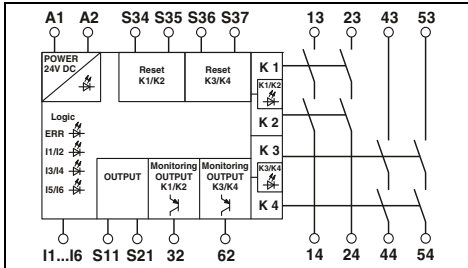 A1 A2 S34 S35 S36 S37 13 23 43 53
POWER
24V DC
Reset
K1/K2
Reset
K3/K4
K 1
K1/K2
K 2
K 3
K3/K4
K 4
Logic
ERR
I1/I2
I3/I4
I5/I6
OUTPUT
Monitoring
OUTPUT
K1/K2
Monitoring
OUTPUT
K3/K4
I1...I6 S11 S21 32 62 14 24 44 54